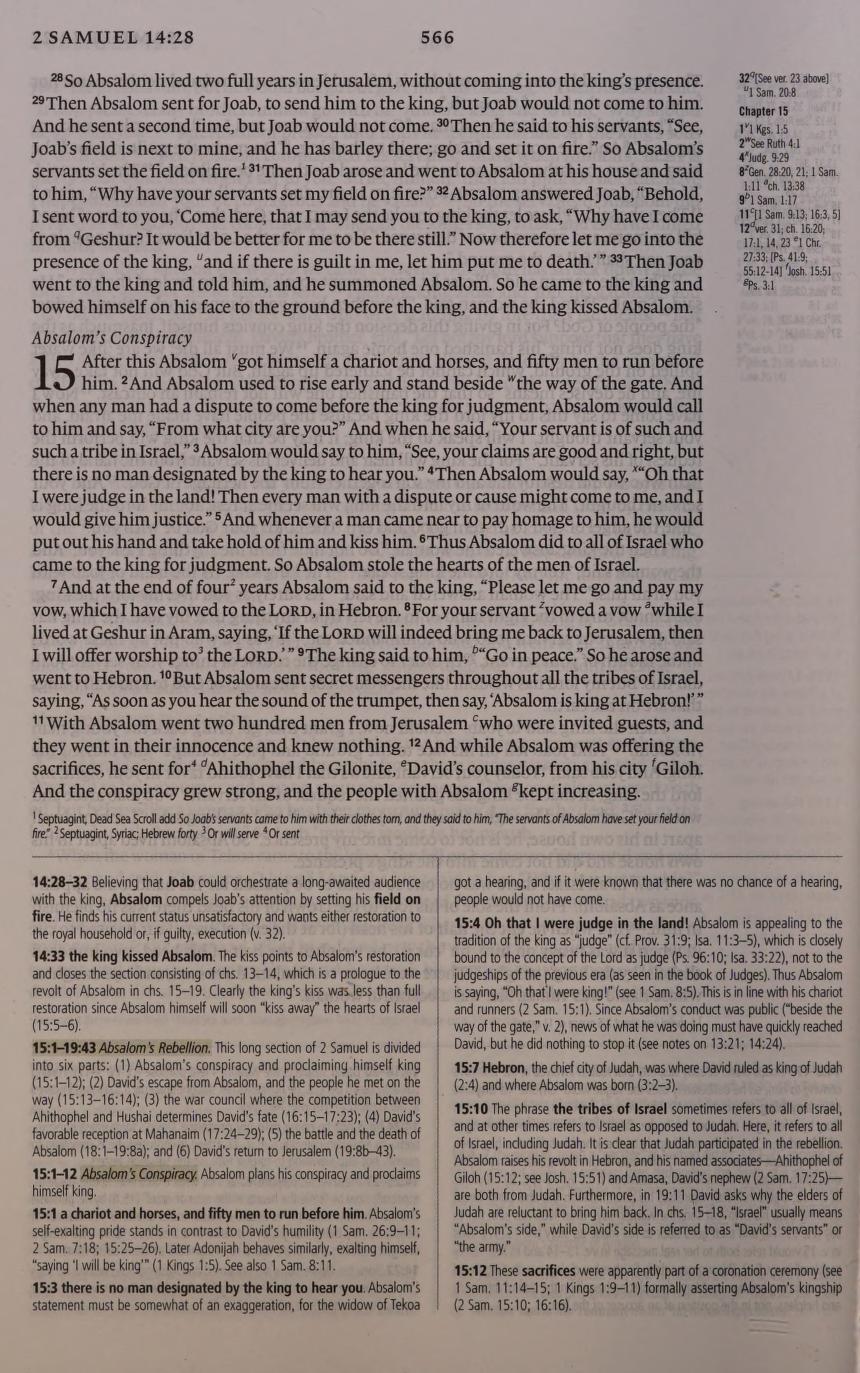 2 SAMUEL 14:28
566
28 So Absalom lived two full years in Jerusalem, without coming into the king’s presence.
29 Then Absalom sent for Joab, to send him to the king, but Joab would not come to him.
And he sent a second time, but Joab would not come. 30 Then he said to his servants, “See,
Joab’s field is next to mine, and he has barley there; go and set it on fire.” So Absalom’s
servants set the field on fire.1 31 Then Joab arose and went to Absalom at his house and said
to him, “Why have your servants set my field on fire?” 32 Absalom answered Joab, “Behold,
I sent word to you, ‘Come here, that I may send you to the king, to ask, “Why have I come
from qGeshur? It would be better for me to be there still.” Now therefore let me go into the
presence of the king, uand if there is guilt in me, let him put me to death.’” 33 Then Joab
went to the king and told him, and he summoned Absalom. So he came to the king and
bowed himself on his face to the ground before the king, and the king kissed Absalom.
Absalom’s Conspiracy
15 After this Absalom vgot himself a chariot and horses, and fifty men to run before
him. 2 And Absalom used to rise early and stand beside wthe way of the gate. And
when any man had a dispute to come before the king for judgment, Absalom would call
to him and say, “From what city are you?” And when he said, “Your servant is of such and
such a tribe in Israel,” 3 Absalom would say to him, “See, your claims are good and right, but
there is no man designated by the king to hear you.” 4 Then Absalom would say, x“Oh that
I were judge in the land! Then every man with a dispute or cause might come to me, and I
would give him justice.” 5 And whenever a man came near to pay homage to him, he would
put out his hand and take hold of him and kiss him. 6 Thus Absalom did to all of Israel who
came to the king for judgment. So Absalom stole the hearts of the men of Israel.
7 And at the end of four2 years Absalom said to the king, “Please let me go and pay my
vow, which I have vowed to the LORD, in Hebron. 8 For your servant zvowed a vow awhile I
lived at Geshur in Aram, saying, ‘If the LORD will indeed bring me back to Jerusalem, then
I will offer worship to3 the LORD.’” 9 The king said to him, b“Go in peace.” So he arose and
went to Hebron. 10 But Absalom sent secret messengers throughout all the tribes of Israel,
saying, “As soon as you hear the sound of the trumpet, then say, ‘Absalom is king at Hebron!’”
11 With Absalom went two hundred men from Jerusalem cwho were invited guests, and
they went in their innocence and knew nothing. 12 And while Absalom was offering the
sacrifices, he sent for4 dAhithophel the Gilonite, eDavid’s counselor, from his city fGiloh.
And the conspiracy grew strong, and the people with Absalom gkept increasing.
32 q[See ver. 23 above]
u1 Sam. 20:8
Chapter 15
1 v1 Kgs. 1:5
2 wSee Ruth 4:1
4 xJudg. 9:29
8 zGen. 28:20, 21; 1 Sam.
1:11 ach. 13:38
9 b1 Sam. 1:17
11 c[1 Sam. 9:13; 16:3, 5]
12 dver. 31; ch. 16:20;
17:1, 14, 23 e1 Chr.
27:33; [Ps. 41:9;
55:12-14] fJosh. 15:51
gPs. 3:1
1 Septuagint, Dead Sea Scroll add So Joab’s servants came to him with their clothes torn, and they said to him, “The servants of Absalom have set your field on
fire.” 2 Septuagint, Syriac; Hebrew forty 3 Or will serve 4 Or sent
14:28–32 Believing that Joab could orchestrate a long-awaited audience
with the king, Absalom compels Joab’s attention by setting his field on
fire. He finds his current status unsatisfactory and wants either restoration to
the royal household or, if guilty, execution (v. 32).
14:33 the king kissed Absalom. The kiss points to Absalom’s restoration
and closes the section consisting of chs. 13–14, which is a prologue to the
revolt of Absalom in chs. 15–19. Clearly the king’s kiss was less than full
restoration since Absalom himself will soon “kiss away” the hearts of Israel
(15:5–6).
15:1–19:43 Absalom’s Rebellion. This long section of 2 Samuel is divided
into six parts: (1) Absalom’s conspiracy and proclaiming himself king
(15:1–12); (2) David’s escape from Absalom, and the people he met on the
way (15:13–16:14); (3) the war council where the competition between
Ahithophel and Hushai determines David’s fate (16:15–17:23); (4) David’s
favorable reception at Mahanaim (17:24–29); (5) the battle and the death of
Absalom (18:1–19:8a); and (6) David’s return to Jerusalem (19:8b–43).
15:1–12 Absalom’s Conspiracy. Absalom plans his conspiracy and proclaims
himself king.
15:1 a chariot and horses, and fifty men to run before him. Absalom’s
self-exalting pride stands in contrast to David’s humility (1 Sam. 26:9–11;
2 Sam. 7:18; 15:25–26). Later Adonijah behaves similarly, exalting himself,
“saying ‘I will be king’” (1 Kings 1:5). See also 1 Sam. 8:11.
15:3 there is no man designated by the king to hear you. Absalom’s
statement must be somewhat of an exaggeration, for the widow of Tekoa
got a hearing, and if it were known that there was no chance of a hearing,
people would not have come.
15:4 Oh that I were judge in the land! Absalom is appealing to the
tradition of the king as “judge” (cf. Prov. 31:9; Isa. 11:3–5), which is closely
bound to the concept of the Lord as judge (Ps. 96:10; Isa. 33:22), not to the
judgeships of the previous era (as seen in the book of Judges). Thus Absalom
is saying, “Oh that I were king!” (see 1 Sam. 8:5). This is in line with his chariot
and runners (2 Sam. 15:1). Since Absalom’s conduct was public (“beside the
way of the gate,” v. 2), news of what he was doing must have quickly reached
David, but he did nothing to stop it (see notes on 13:21; 14:24).
15:7 Hebron, the chief city of Judah, was where David ruled as king of Judah
(2:4) and where Absalom was born (3:2–3).
15:10 The phrase the tribes of Israel sometimes refers to all of Israel,
and at other times refers to Israel as opposed to Judah. Here, it refers to all
of Israel, including Judah. It is clear that Judah participated in the rebellion.
Absalom raises his revolt in Hebron, and his named associates—Ahithophel of
Giloh (15:12; see Josh. 15:51) and Amasa, David’s nephew (2 Sam. 17:25)—
are both from Judah. Furthermore, in 19:11 David asks why the elders of
Judah are reluctant to bring him back. In chs. 15–18, “Israel” usually means
“Absalom’s side,” while David’s side is referred to as “David’s servants” or
“the army.”
15:12 These sacrifices were apparently part of a coronation ceremony (see
1 Sam. 11:14–15; 1 Kings 1:9–11) formally asserting Absalom’s kingship
(2 Sam. 15:10; 16:16).